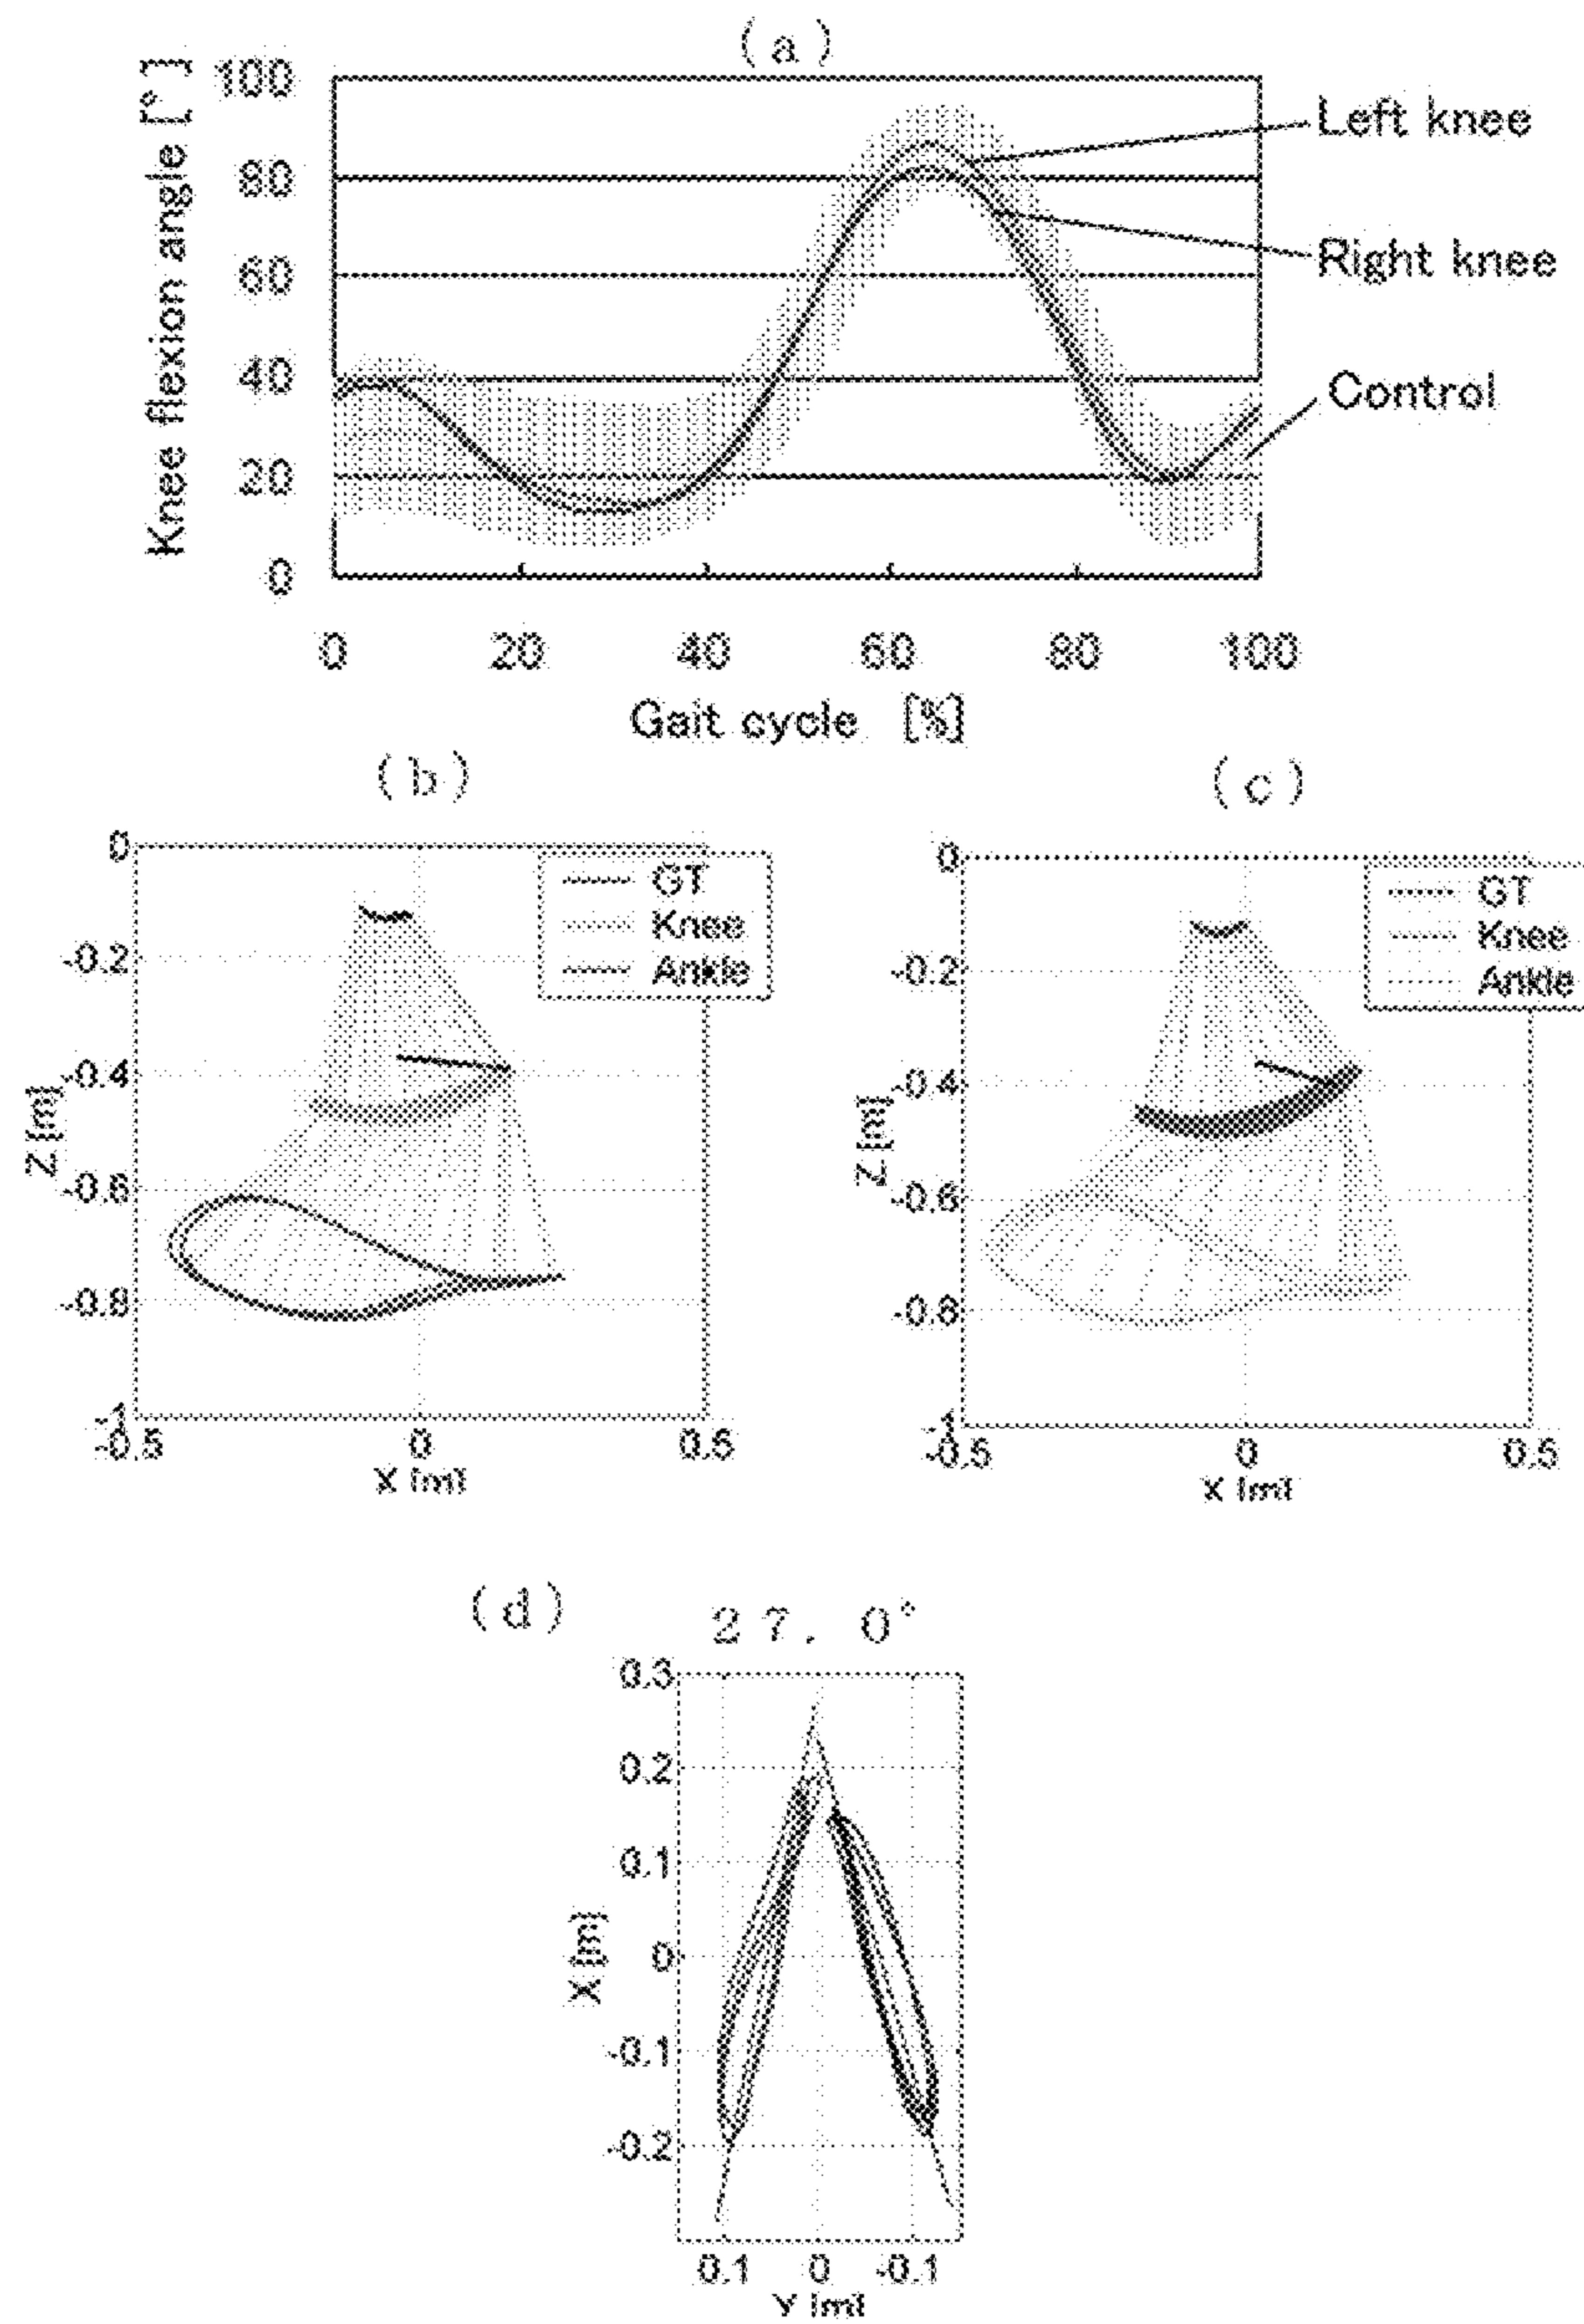 (a)
Knee flexion angle [°]
100
80
60
40
20
0
Left knee
Right knee
Control
0 20 40 60 80 100
Gait cycle [%]
(b)
0
-0.2
-0.4
-0.6
-0.8
-1
Z [m]
GT
Knee
Ankle
-0.5 0 0.5
X [m]
(c)
0
-0.2
-0.4
-0.6
-0.8
-1
Z [m]
GT
Knee
Ankle
-0.5 0 0.5
X [m]
(d) 27.0°
0.3
0.2
0.1
0
-0.1
-0.2
X [m]
0.1 0 -0.1
Y [m]